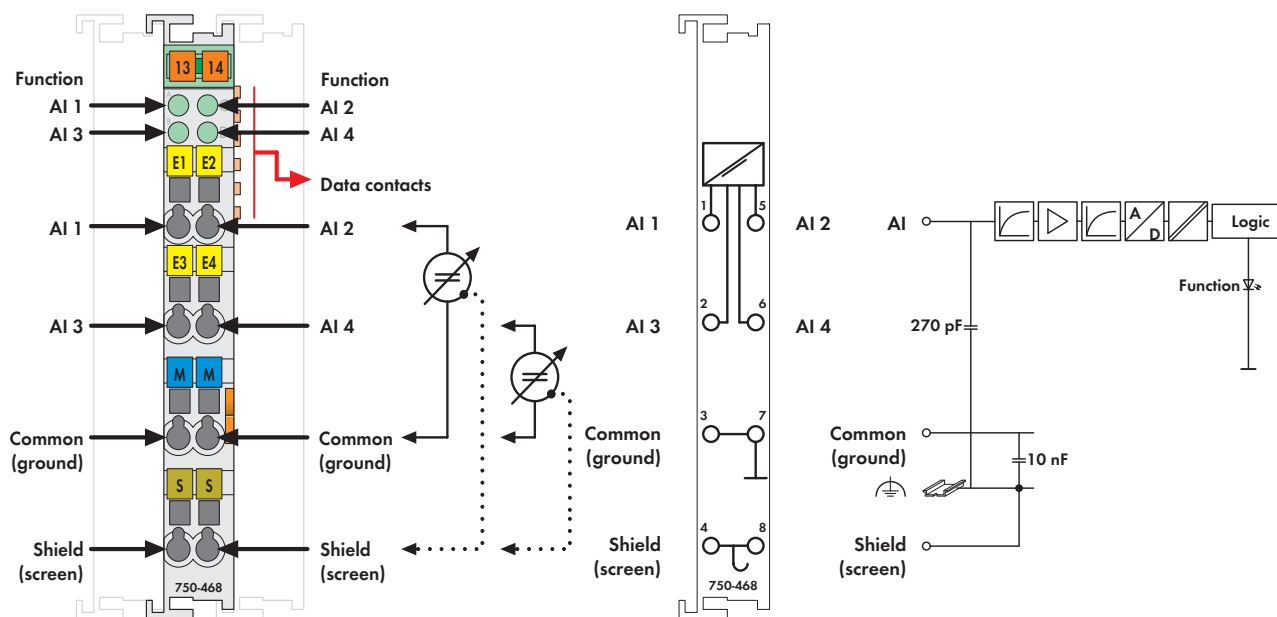 13 14
Function
Function
AI 1
AI 2
AI 3
AI 4
E1 E2
Data contacts
AI 1
AI 2
E3 E4
AI 3
AI 4
M M
Common
(ground)
Common
(ground)
S S
Shield
(screen)
Shield
(screen)
750-468
1
5
AI 1
AI 2
2
6
AI 3
AI 4
3
7
Common
(ground)
4
8
Shield
(screen)
750-468
AI
A
D
Logic
Function
270 pF
Common
(ground)
10 nF
Shield
(screen)